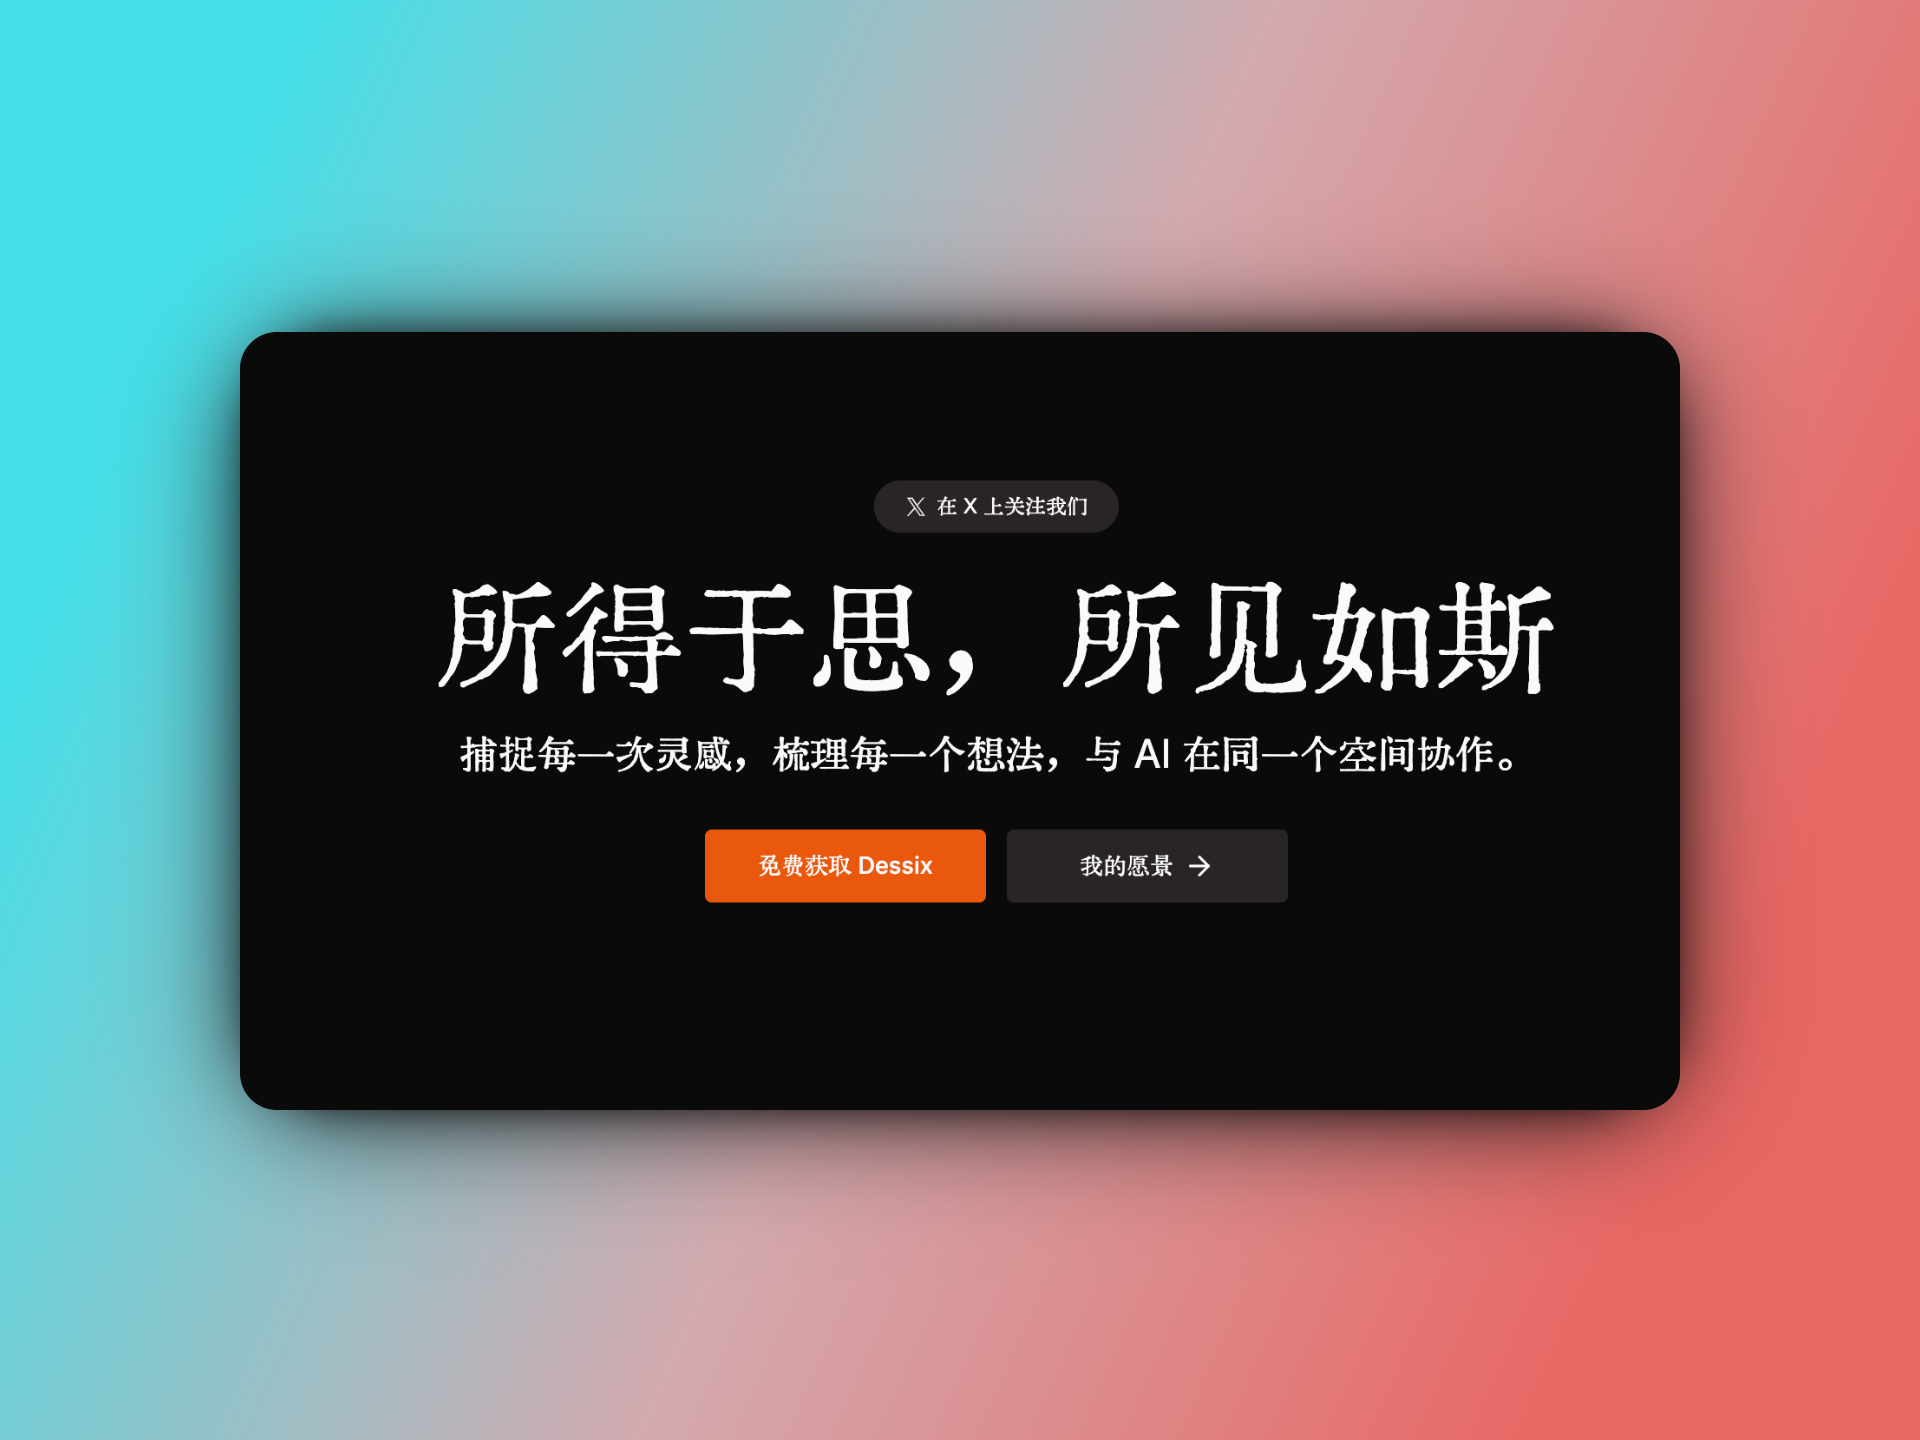 在 X 上关注我们
所得于思，所见如斯
捕捉每一次灵感，梳理每一个想法，与 AI 在同一个空间协作。
免费获取 Dessix
我的愿景 →